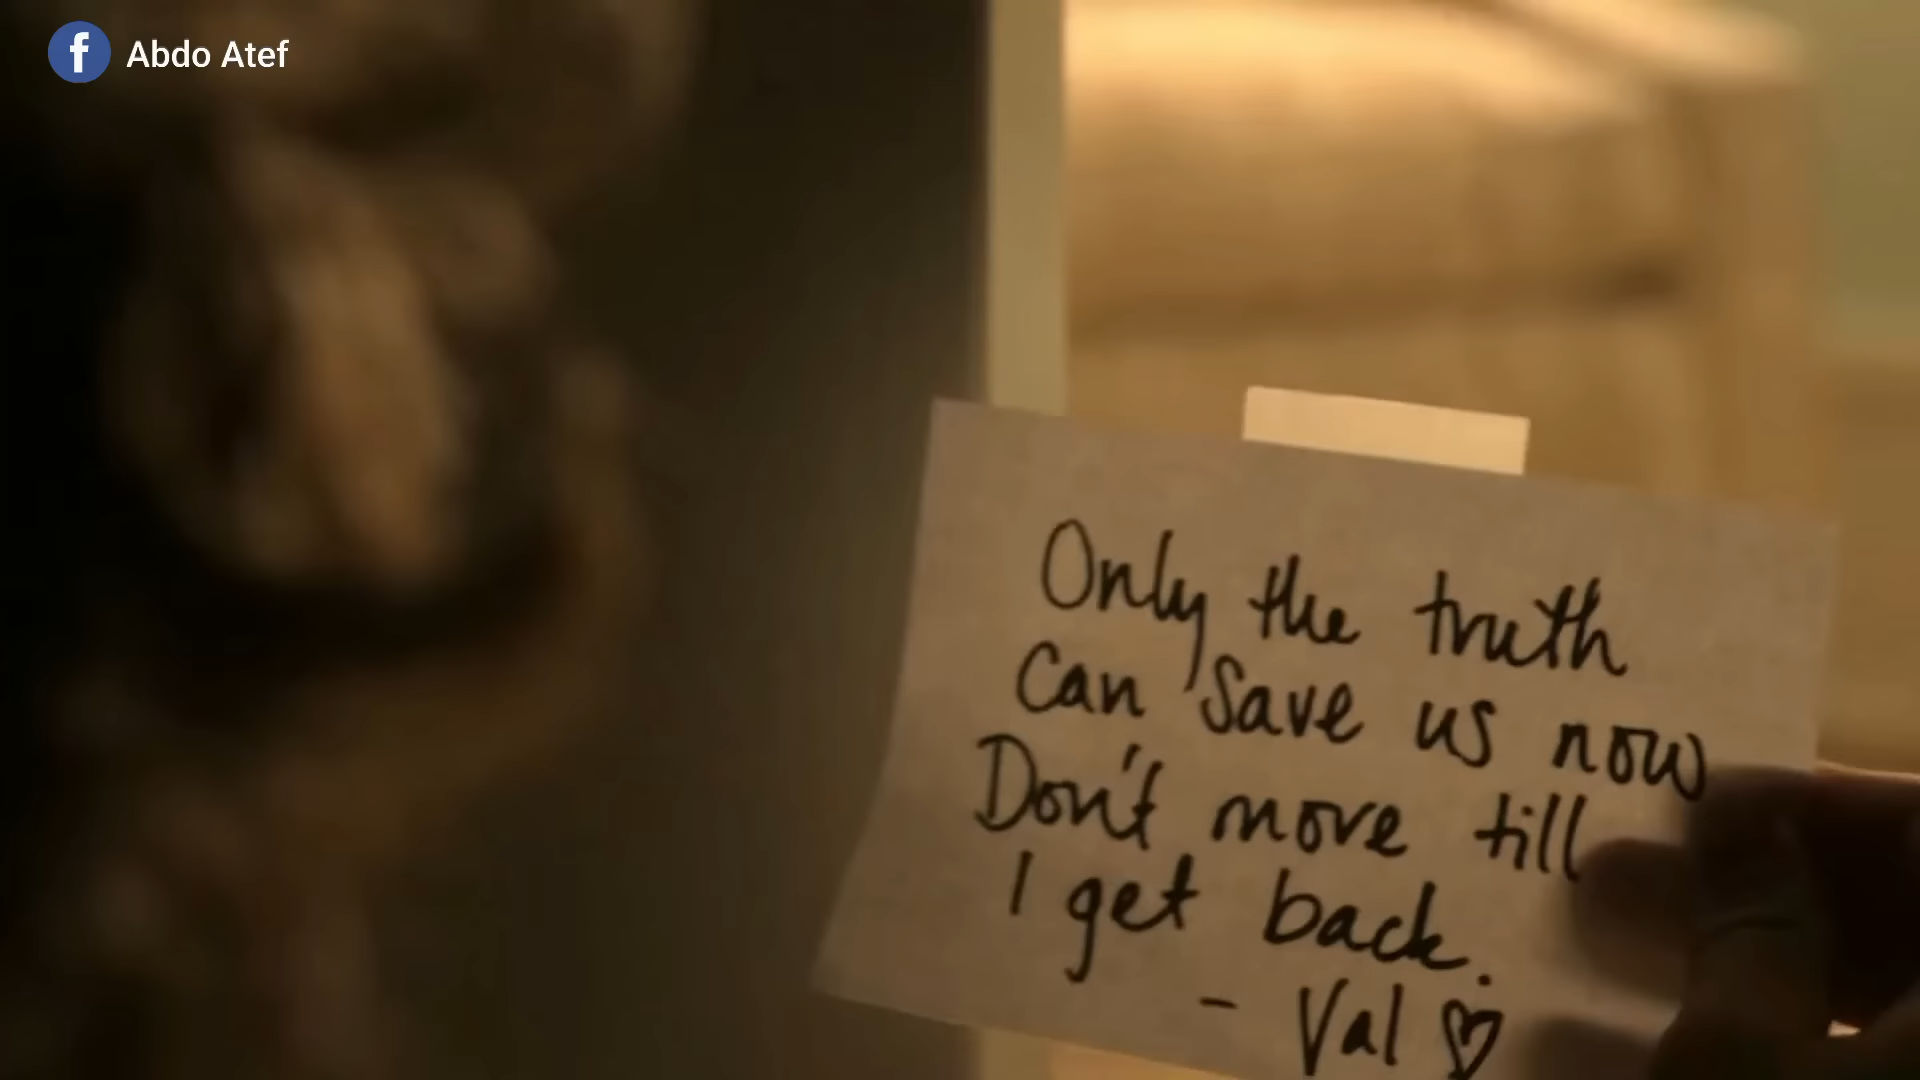 Abdo Atef
Only the truth
Can Save us now
Don't move till
I get back.
- Val ♡